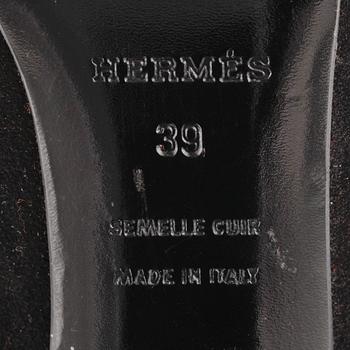 HERMÈS
39
SEMELLE CUIR
MADE IN ITALY